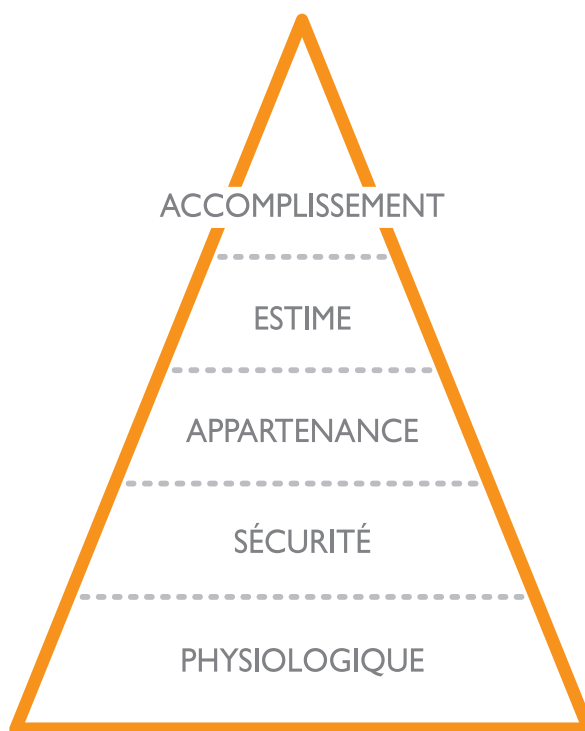 ACCOMPLISSEMENT
ESTIME
APPARTENANCE
SÉCURITÉ
PHYSIOLOGIQUE